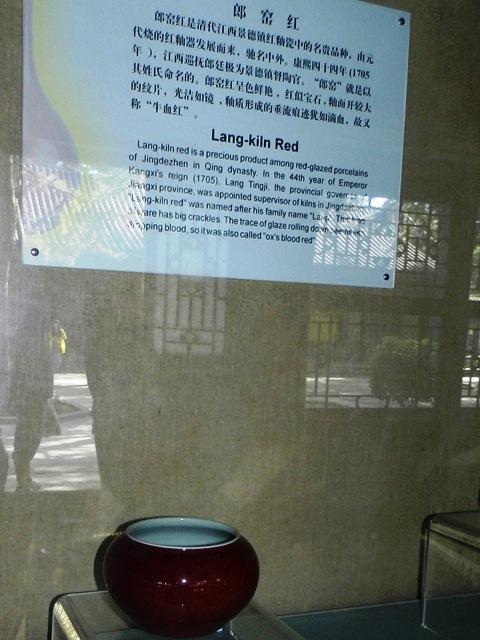 郎窑红
郎窑红是清代江西景德镇红釉瓷中的名贵品种，由元
代烧的红釉器发展而来，驰名中外。康熙四十四年(1705
年)，江西巡抚郎廷极为景德镇督陶官。“郎窑”就是以
其姓氏命名的。郎窑红呈色鲜艳，红似宝石，釉面开较大
的纹片，光洁如镜，釉质形成的垂流痕迹犹如滴血，故又
称“牛血红”。
Lang-kiln Red
Lang-kiln red is a precious product among red-glazed porcelains
of Jingdezhen in Qing dynasty. In the 44th year of Emperor
Kangxi's reign (1705), Lang Tingji, the provincial governor
Jiangxi province, was appointed supervisor of kilns in Jingdezhen
"Lang-kiln red" was named after his family name "Lang". The
ware has big crackles. The trace of glaze rolling down
dropping blood, so it was also called "ox's blood red"